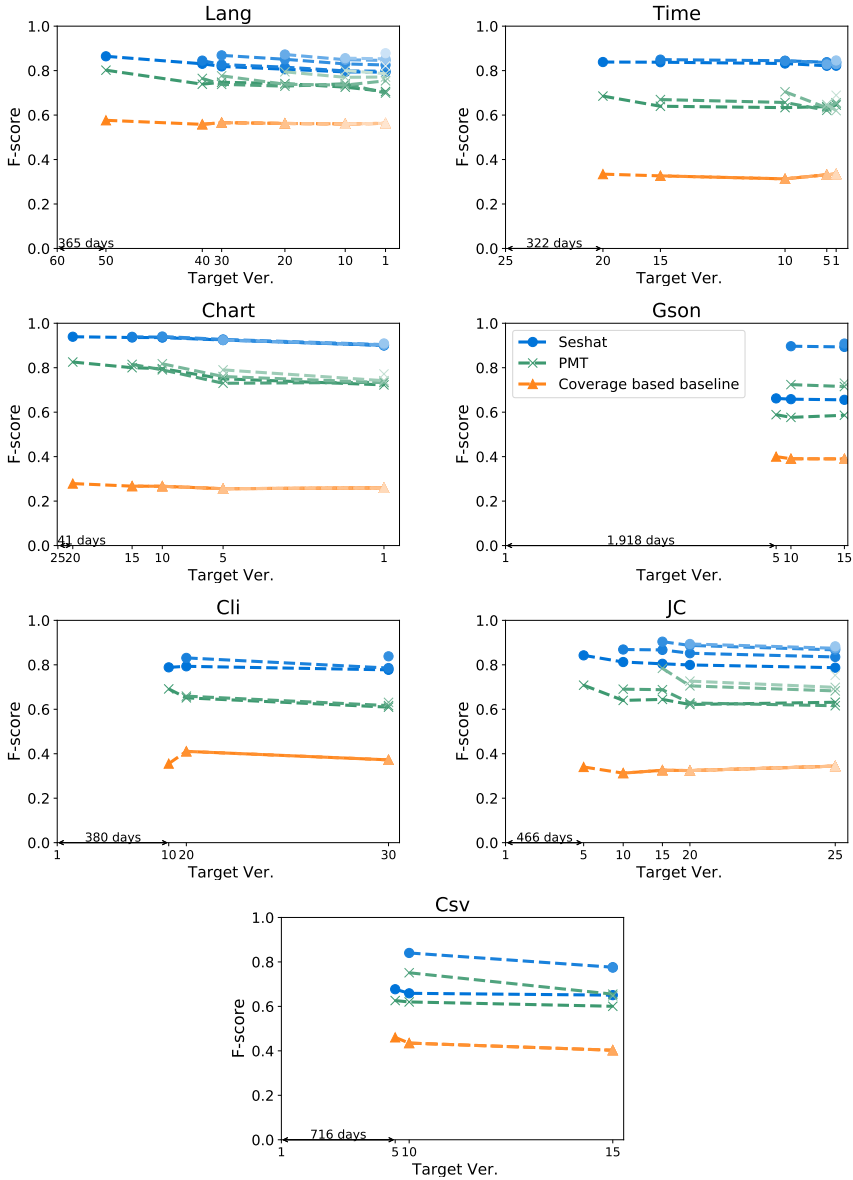 Lang
F-score
1.0
0.8
0.6
0.4
0.2
0.0
365 days
60 50 40 30 20 10 1
Target Ver.
Time
F-score
1.0
0.8
0.6
0.4
0.2
0.0
322 days
25 20 15 10 5 1
Target Ver.
Chart
F-score
1.0
0.8
0.6
0.4
0.2
0.0
41 days
25 20 15 10 5 1
Target Ver.
Gson
F-score
1.0
0.8
0.6
0.4
0.2
0.0
Seshat
PMT
Coverage based baseline
1,918 days
1 5 10 15
Target Ver.
Cli
F-score
1.0
0.8
0.6
0.4
0.2
0.0
380 days
1 10 20 30
Target Ver.
JC
F-score
1.0
0.8
0.6
0.4
0.2
0.0
466 days
1 5 10 15 20 25
Target Ver.
Csv
F-score
1.0
0.8
0.6
0.4
0.2
0.0
716 days
1 5 10 15
Target Ver.